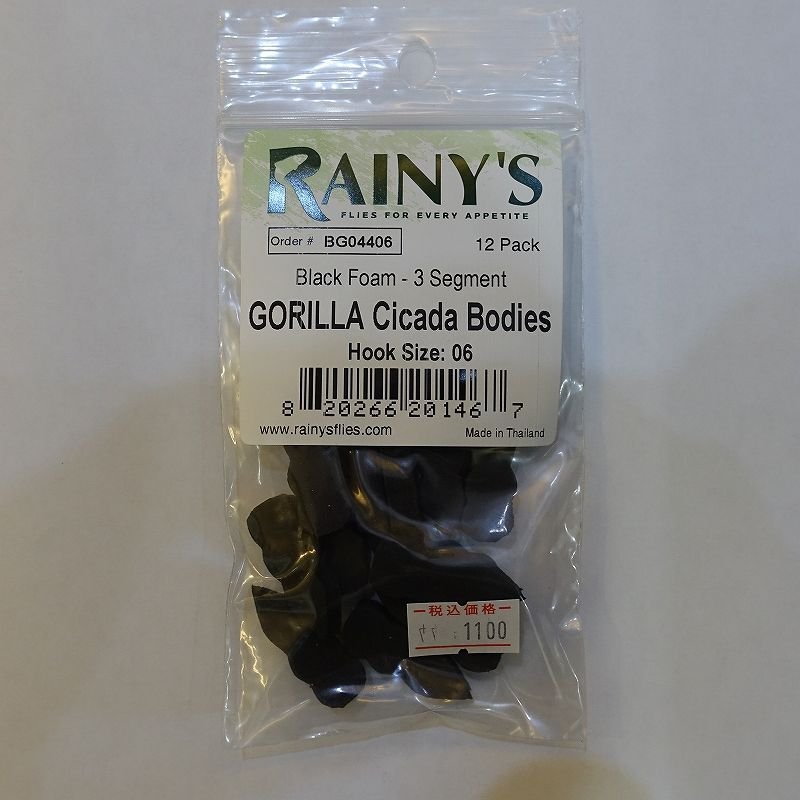 RAINY'S
FLIES FOR EVERY APPETITE
Order # BG04406
12 Pack
Black Foam - 3 Segment
GORILLA Cicada Bodies
Hook Size: 06
8 20266 20146 7
www.rainysflies.com
Made in Thailand
税込価格
1100